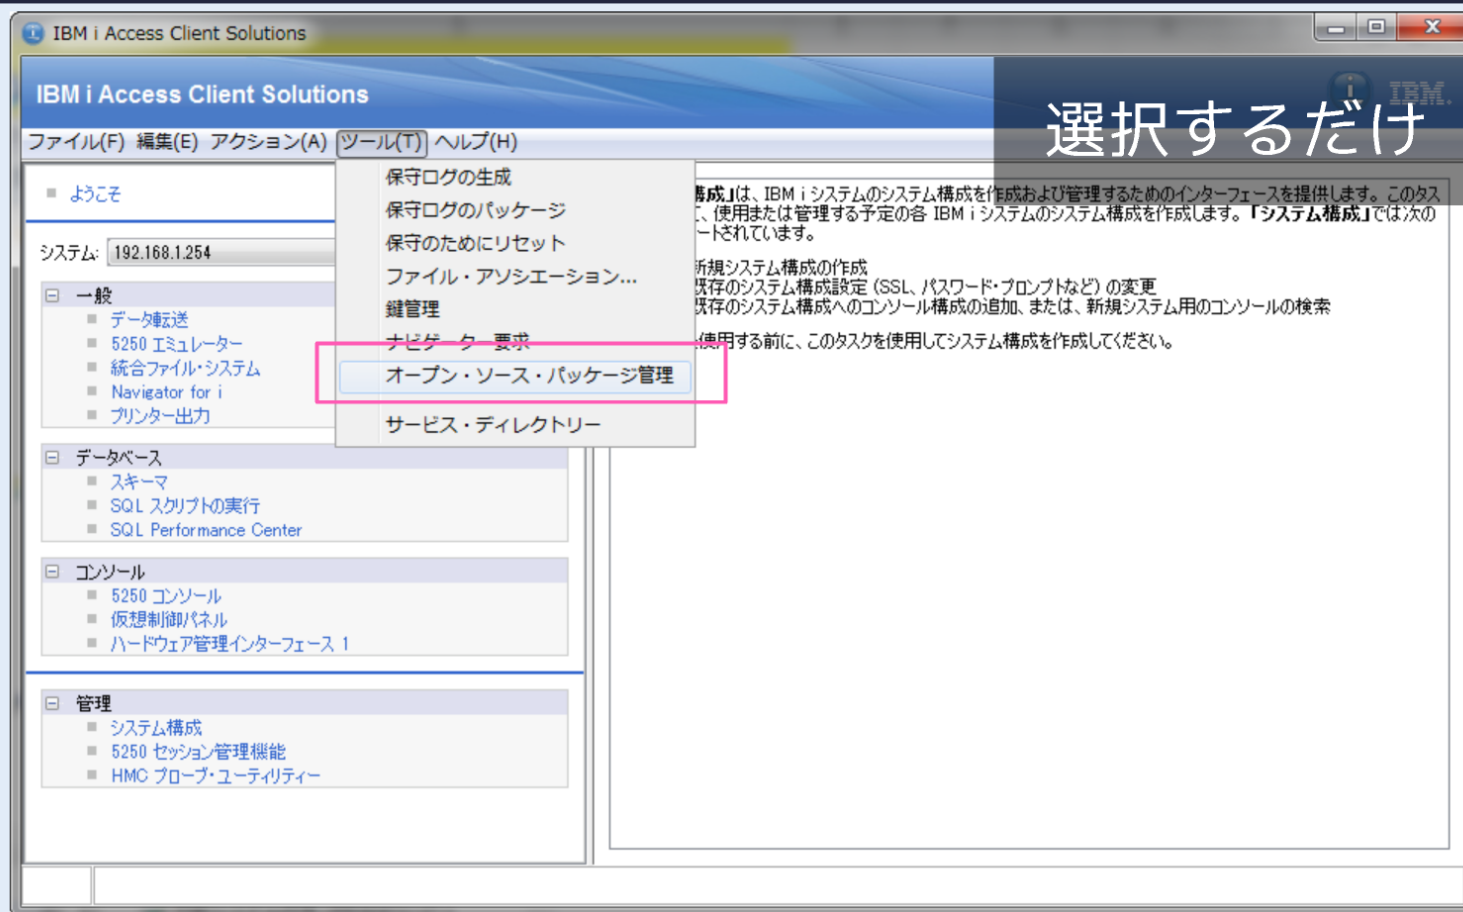 IBM i Access Client Solutions
IBM i Access Client Solutions
IBM.
選択するだけ
ファイル(F) 編集(E) アクション(A) ツール(T) ヘルプ(H)
ようこそ
システム: 192.168.1.254
一般
データ転送
5250 エミュレーター
統合ファイル・システム
Navigator for i
プリンター出力
データベース
スキーマ
SQL スクリプトの実行
SQL Performance Center
コンソール
5250 コンソール
仮想制御パネル
ハードウェア管理インターフェース 1
管理
システム構成
5250 セッション管理機能
HMC プローブ・ユーティリティー
保守ログの生成
保守ログのパッケージ
保守のためにリセット
ファイル・アソシエーション...
鍵管理
ナビゲーター要求
オープン・ソース・パッケージ管理
サービス・ディレクトリー
構成」は、IBM i システムのシステム構成を作成および管理するためのインターフェースを提供します。このタス
、使用または管理する予定の各 IBM i システムのシステム構成を作成します。「システム構成」では次の
ートされています。
新規システム構成の作成
既存のシステム構成設定 (SSL、パスワード・プロンプトなど) の変更
既存のシステム構成へのコンソール構成の追加、または、新規システム用のコンソールの検索
使用する前に、このタスクを使用してシステム構成を作成してください。